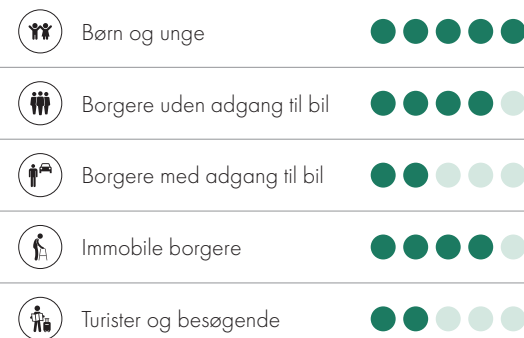 Børn og unge
Borgere uden adgang til bil
Borgere med adgang til bil
Immobile borgere
Turister og besøgende